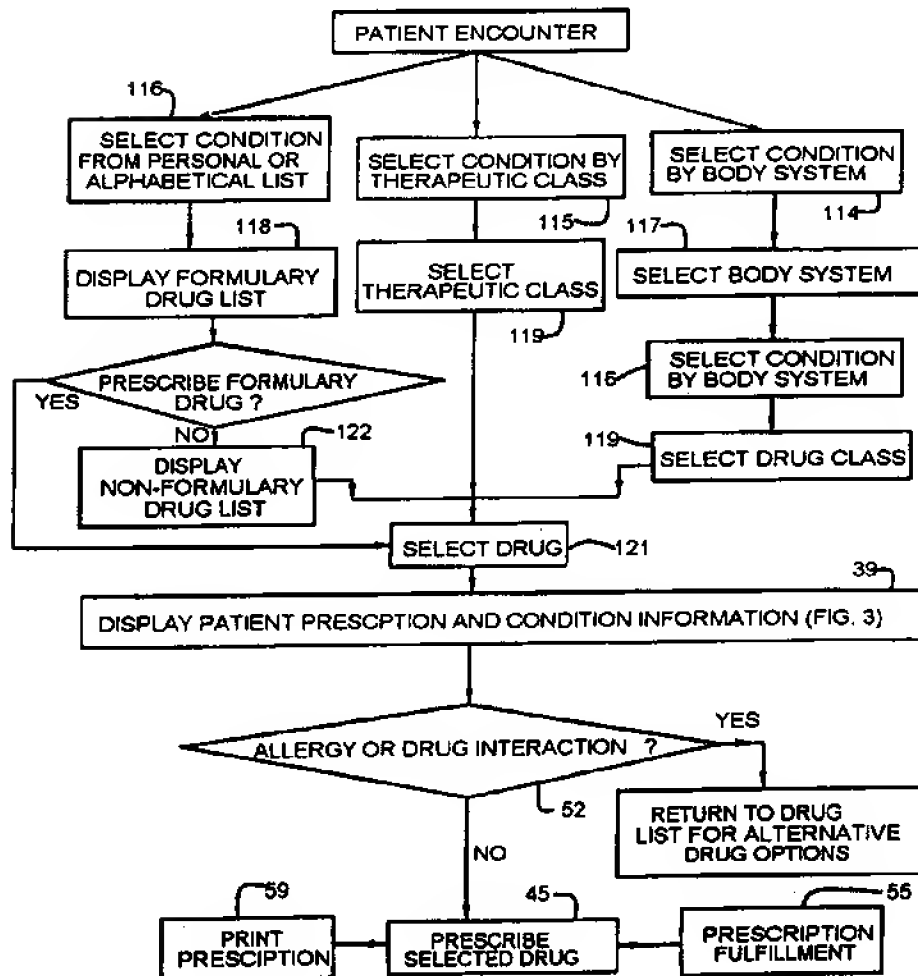 PATIENT ENCOUNTER
116
SELECT CONDITION
FROM PERSONAL OR
ALPHABETICAL LIST
SELECT CONDITION BY
THERAPEUTIC CLASS
115
SELECT CONDITION
BY BODY SYSTEM
114
118
DISPLAY FORMULARY
DRUG LIST
SELECT
THERAPEUTIC CLASS
119
117
SELECT BODY SYSTEM
PRESCRIBE FORMULARY
DRUG ?
YES
NO
116
SELECT CONDITION
BY BODY SYSTEM
122
DISPLAY
NON-FORMULARY
DRUG LIST
119
SELECT DRUG CLASS
SELECT DRUG
121
39
DISPLAY PATIENT PRESCPTION AND CONDITION INFORMATION (FIG. 3)
ALLERGY OR DRUG INTERACTION ?
YES
52
NO
RETURN TO DRUG
LIST FOR ALTERNATIVE
DRUG OPTIONS
59
PRINT
PRESCIPTION
45
PRESCRIBE
SELECTED DRUG
55
PRESCRIPTION
FULFILLMENT